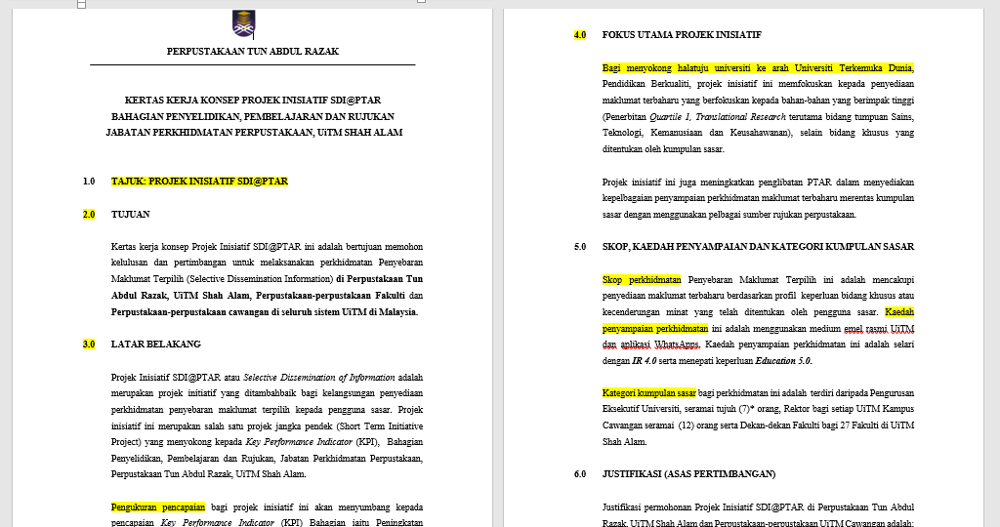 PERPUSTAKAAN TUN ABDUL RAZAK
KERTAS KERJA KONSEP PROJEK INISIATIF SDI@PTAR
BAHAGIAN PENYELIDIKAN, PEMBELAJARAN DAN RUJUKAN
JABATAN PERKHIDMATAN PERPUSTAKAAN, UiTM SHAH ALAM
1.0 TAJUK: PROJEK INISIATIF SDI@PTAR
2.0 TUJUAN
Kertas kerja konsep Projek Inisiatif SDI@PTAR ini adalah bertujuan memohon
kelulusan dan pertimbangan untuk melaksanakan perkhidmatan Penyebaran
Maklumat Terpilih (Selective Dissemination Information) di Perpustakaan Tun
Abdul Razak, UiTM Shah Alam, Perpustakaan-perpustakaan Fakulti dan
Perpustakaan-perpustakaan cawangan di seluruh sistem UiTM di Malaysia.
3.0 LATAR BELAKANG
Projek Inisiatif SDI@PTAR atau Selective Dissemination of Information adalah
merupakan projek initiatif yang ditambahbaik bagi kelangsungan penyediaan
perkhidmatan penyebaran maklumat terpilih kepada pengguna sasar. Projek
inisiatif ini merupakan salah satu projek jangka pendek (Short Term Initiative
Project) yang menyokong kepada Key Performance Indicator (KPI), Bahagian
Penyelidikan, Pembelajaran dan Rujukan, Jabatan Perkhidmatan Perpustakaan,
Perpustakaan Tun Abdul Razak, UiTM Shah Alam.
Pengukuran pencapaian bagi projek inisiatif ini akan menyumbang kepada
pencapaian Key Performance Indicator (KPI) Bahagian iaitu Peningkatan
4.0 FOKUS UTAMA PROJEK INISIATIF
Bagi menyokong halatuju universiti ke arah Universiti Terkemuka Dunia,
Pendidikan Berkualiti, projek inisiatif ini memfokuskan kepada penyediaan
maklumat terbaharu yang berfokuskan kepada bahan-bahan yang berimpak tinggi
(Penerbitan Quartile 1, Translational Research terutama bidang tumpuan Sains,
Teknologi, Kemanusiaan dan Keusahawanan), selain bidang khusus yang
ditentukan oleh kumpulan sasar.
Projek inisiatif ini juga meningkatkan penglibatan PTAR dalam menyediakan
kepelbagaian penyampaian perkhidmatan maklumat terbaharu merentas kumpulan
sasar dengan menggunakan pelbagai sumber rujukan perpustakaan.
5.0 SKOP, KAEDAH PENYAMPAIAN DAN KATEGORI KUMPULAN SASAR
Skop perkhidmatan Penyebaran Maklumat Terpilih ini adalah mencakupi
penyediaan maklumat terbaharu berdasarkan profil keperluan bidang khusus atau
kecenderungan minat yang telah ditentukan oleh pengguna sasar. Kaedah
penyampaian perkhidmatan ini adalah menggunakan medium emel rasmi UiTM
dan aplikasi WhatsApps. Kaedah penyampaian perkhidmatan ini adalah selari
dengan IR 4.0 serta menepati keperluan Education 5.0.
Kategori kumpulan sasar bagi perkhidmatan ini adalah terdiri daripada Pengurusan
Eksekutif Universiti, seramai tujuh (7)* orang, Rektor bagi setiap UiTM Kampus
Cawangan seramai (12) orang serta Dekan-dekan Fakulti bagi 27 Fakulti di UiTM
Shah Alam.
6.0 JUSTIFIKASI (ASAS PERTIMBANGAN)
Justifikasi permohonan Projek Inisiatif SDI@PTAR di Perpustakaan Tun Abdul
Razak, UiTM Shah Alam dan Perpustakaan-perpustakaan UiTM Cawangan adalah: